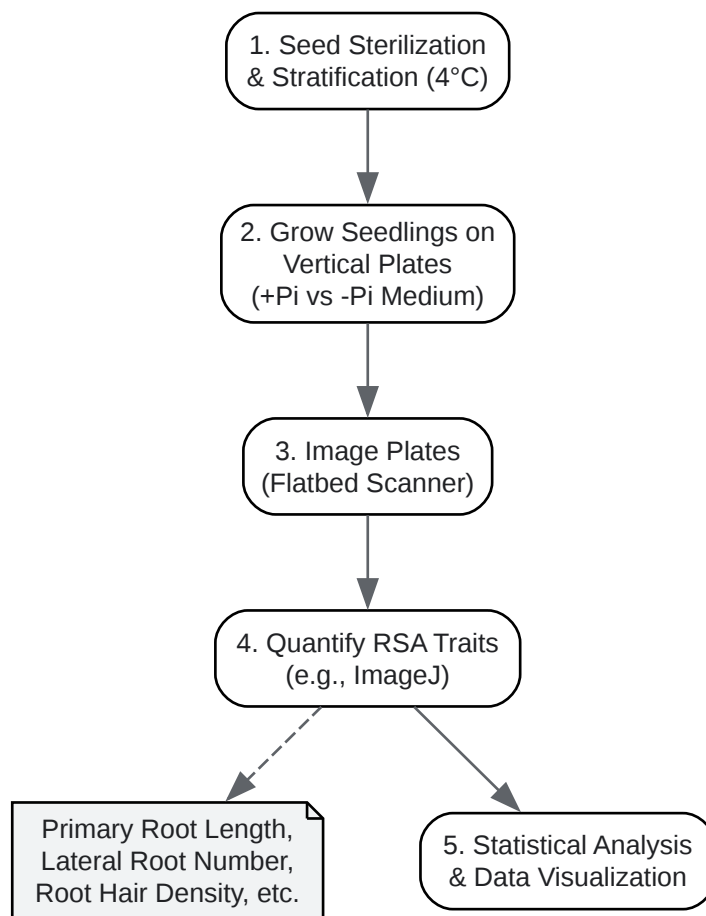 1. Seed Sterilization
& Stratification (4°C)
2. Grow Seedlings on
Vertical Plates
(+Pi vs -Pi Medium)
3. Image Plates
(Flatbed Scanner)
4. Quantify RSA Traits
(e.g., ImageJ)
Primary Root Length,
Lateral Root Number,
Root Hair Density, etc.
5. Statistical Analysis
& Data Visualization